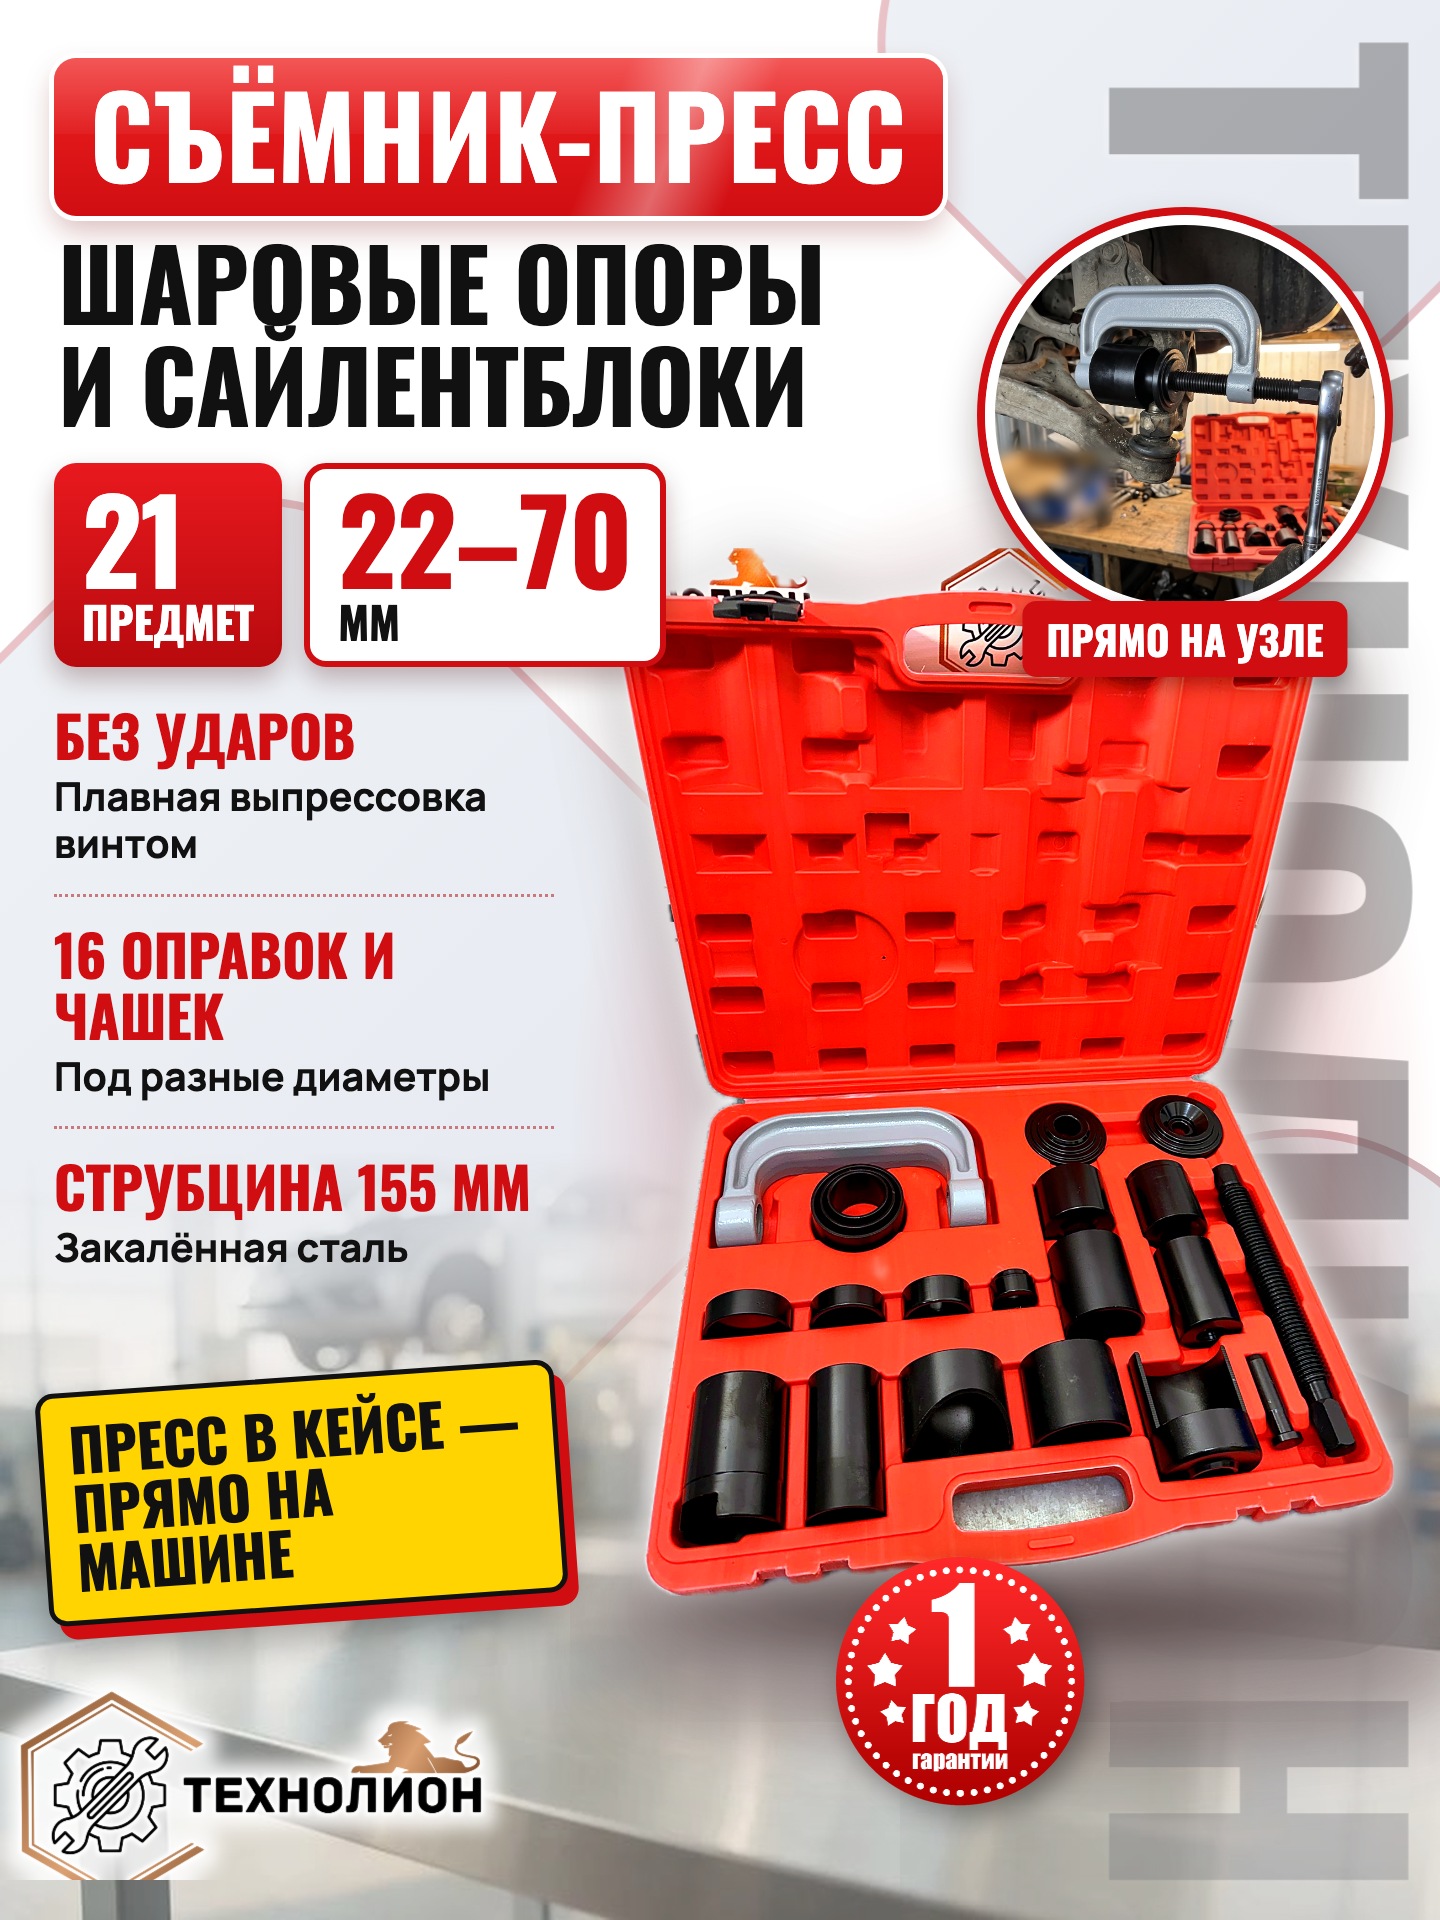 СЪЁМНИК-ПРЕСС
ШАРОВЫЕ ОПОРЫ
И САЙЛЕНТБЛОКИ
21
ПРЕДМЕТ
22–70
ММ
ПРЯМО НА УЗЛЕ
БЕЗ УДАРОВ
Плавная выпрессовка
винтом
16 ОПРАВОК И
ЧАШЕК
Под разные диаметры
СТРУБЦИНА 155 ММ
Закалённая сталь
ПРЕСС В КЕЙСЕ —
ПРЯМО НА
МАШИНЕ
1
ГОД
гарантии
ТЕХНОЛИОН